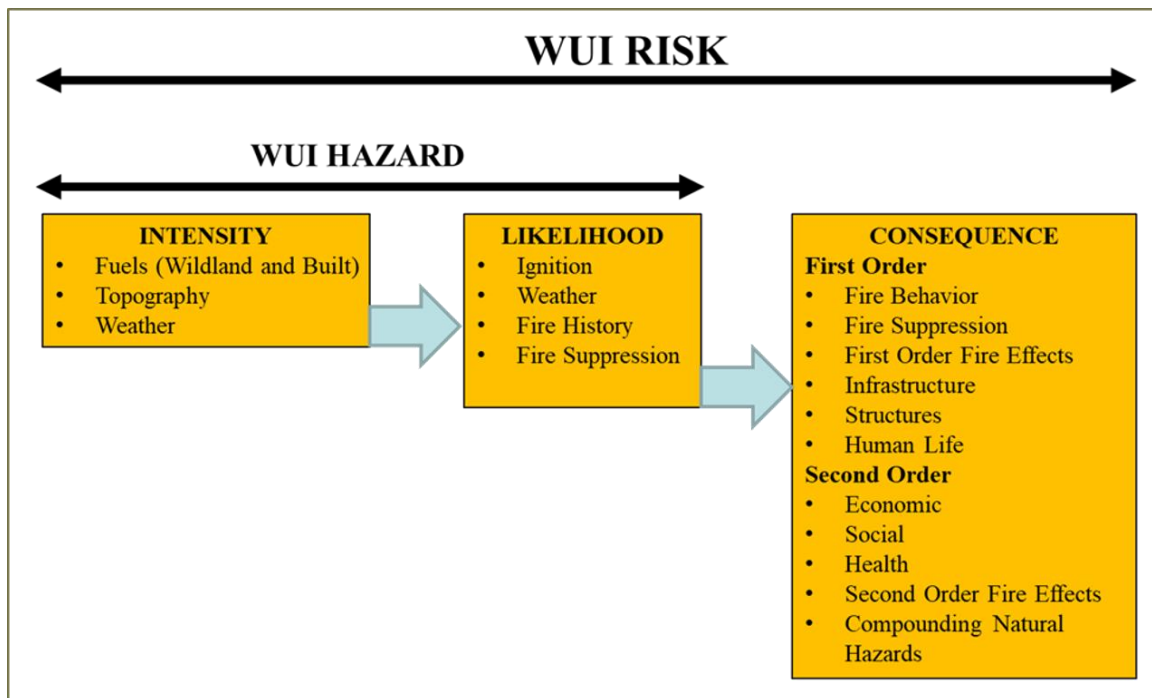 WUI RISK
WUI HAZARD
INTENSITY
• Fuels (Wildland and Built)
• Topography
• Weather
LIKELIHOOD
• Ignition
• Weather
• Fire History
• Fire Suppression
CONSEQUENCE
First Order
• Fire Behavior
• Fire Suppression
• First Order Fire Effects
• Infrastructure
• Structures
• Human Life
Second Order
• Economic
• Social
• Health
• Second Order Fire Effects
• Compounding Natural
Hazards